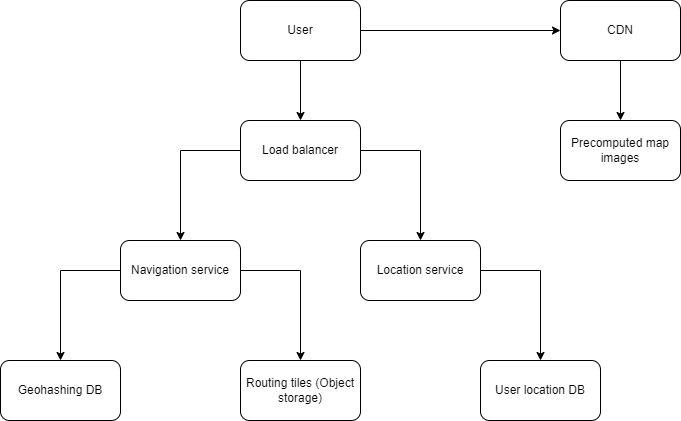 User
CDN
Load balancer
Precomputed map
images
Navigation service
Location service
Geohashing DB
Routing tiles (Object
storage)
User location DB